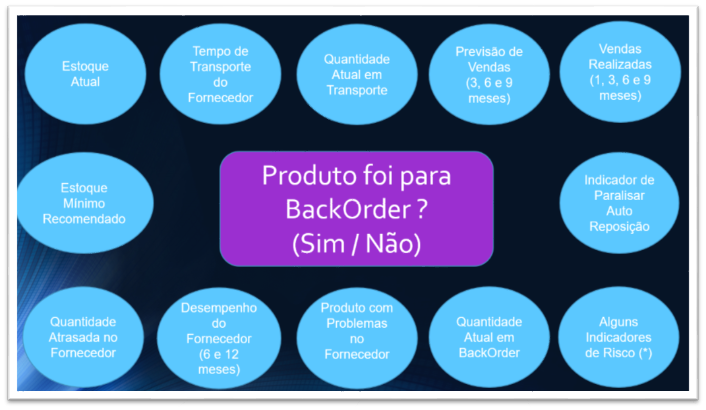 Estoque
Atual
Tempo de
Transporte
do
Fornecedor
Quantidade
Atual em
Transporte
Previsão de
Vendas
(3, 6 e 9
meses)
Vendas
Realizadas
(1, 3, 6 e 9
meses)
Estoque
Mínimo
Recomendado
Produto foi para
BackOrder ?
(Sim / Não)
Indicador de
Paralisar
Auto
Reposição
Quantidade
Atrasada no
Fornecedor
Desempenho
do
Fornecedor
(6 e 12
meses)
Produto com
Problemas
no
Fornecedor
Quantidade
Atual em
BackOrder
Alguns
Indicadores
de Risco (*)